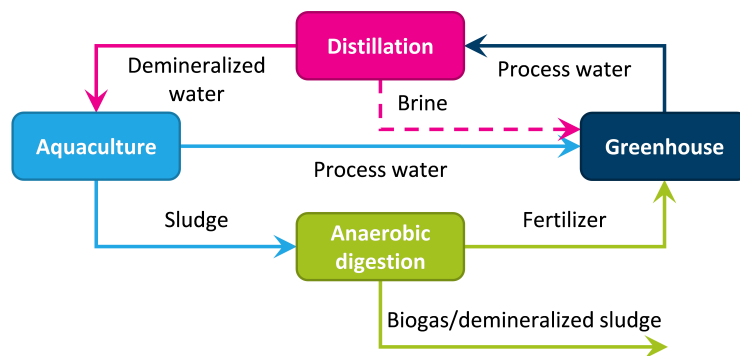 Distillation
Demineralized
water
Process water
Brine
Aquaculture
Greenhouse
Process water
Sludge
Anaerobic
digestion
Fertilizer
Biogas/demineralized sludge